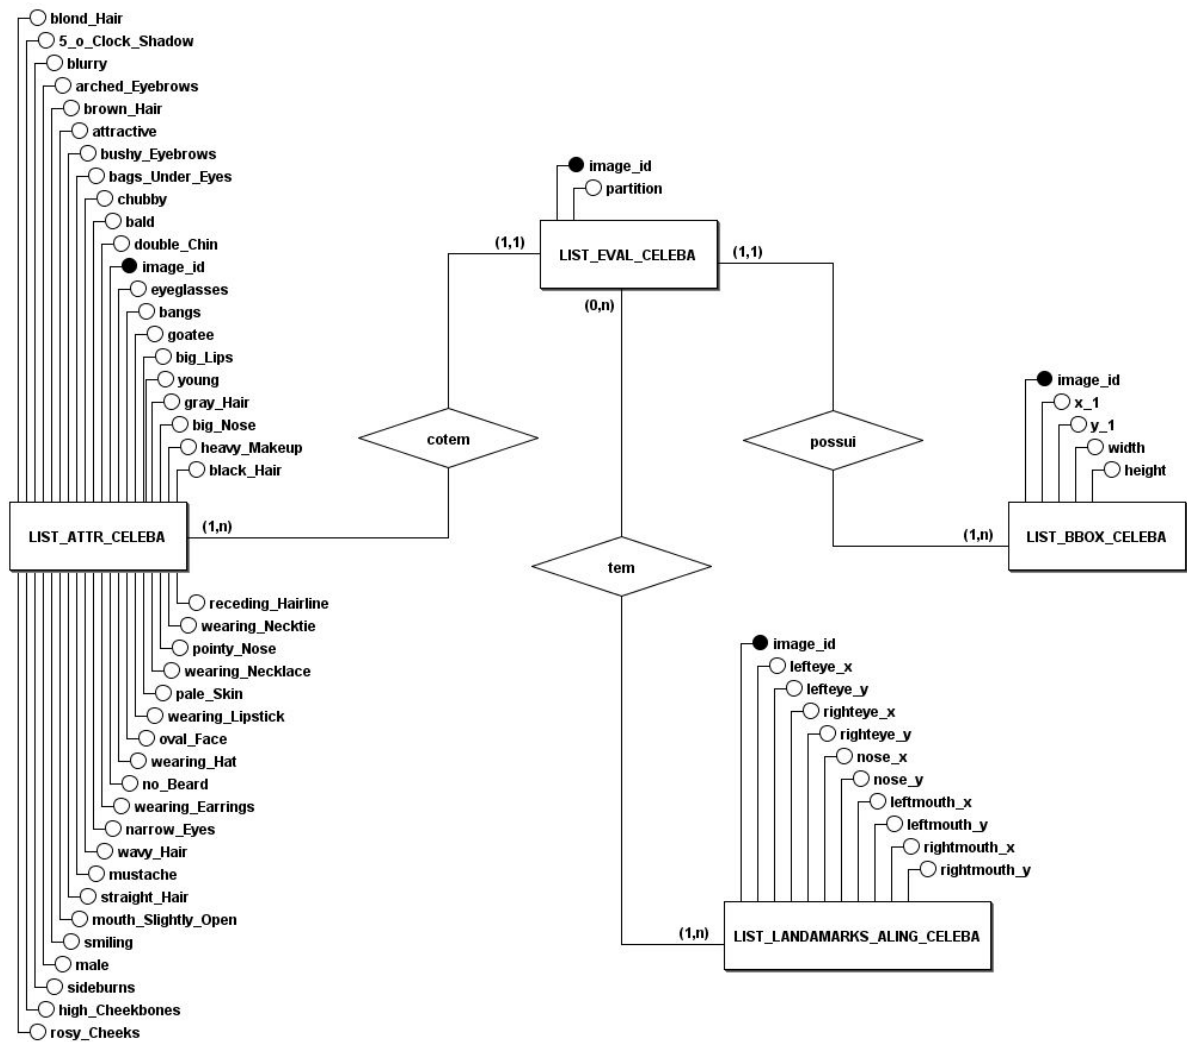 blond_Hair
5_o_Clock_Shadow
blurry
arched_Eyebrows
brown_Hair
attractive
bushy_Eyebrows
bags_Under_Eyes
chubby
bald
double_Chin
image_id
eyeglasses
bangs
goatee
big_Lips
young
gray_Hair
big_Nose
heavy_Makeup
black_Hair
LIST_ATTR_CELEBA
receding_Hairline
wearing_Necktie
pointy_Nose
wearing_Necklace
pale_Skin
wearing_Lipstick
oval_Face
wearing_Hat
no_Beard
wearing_Earrings
narrow_Eyes
wavy_Hair
mustache
straight_Hair
mouth_Slightly_Open
smiling
male
sideburns
high_Cheekbones
rosy_Cheeks
(1,n)
cotem
(1,1)
image_id
partition
LIST_EVAL_CELEBA
(1,1)
(0,n)
possui
(1,n)
image_id
x_1
y_1
width
height
LIST_BBOX_CELEBA
tem
(1,n)
image_id
lefteye_x
lefteye_y
righteye_x
righteye_y
nose_x
nose_y
leftmouth_x
leftmouth_y
rightmouth_x
rightmouth_y
LIST_LANDAMARKS_ALING_CELEBA